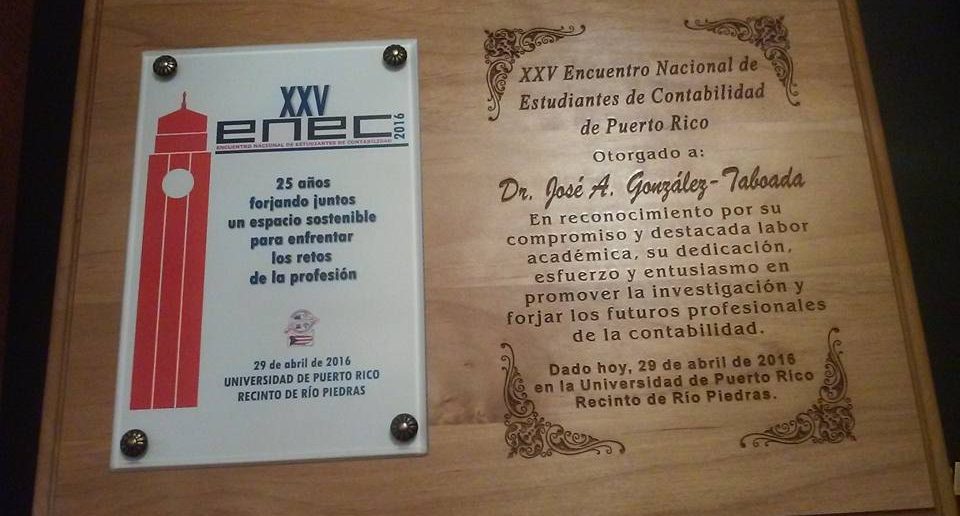 XXV
enec 2016
ENCUENTRO NACIONAL DE ESTUDIANTES DE CONTABILIDAD
25 años
forjando juntos
un espacio sostenible
para enfrentar
los retos
de la profesión
29 de abril de 2016
UNIVERSIDAD DE PUERTO RICO
RECINTO DE RÍO PIEDRAS
XXV Encuentro Nacional de
Estudiantes de Contabilidad
de Puerto Rico
Otorgado a:
Dr. José A. González-Taboada
En reconocimiento por su
compromiso y destacada labor
académica, su dedicación,
esfuerzo y entusiasmo en
promover la investigación y
forjar los futuros profesionales
de la contabilidad.
Dado hoy, 29 de abril de 2016
en la Universidad de Puerto Rico
Recinto de Río Piedras.